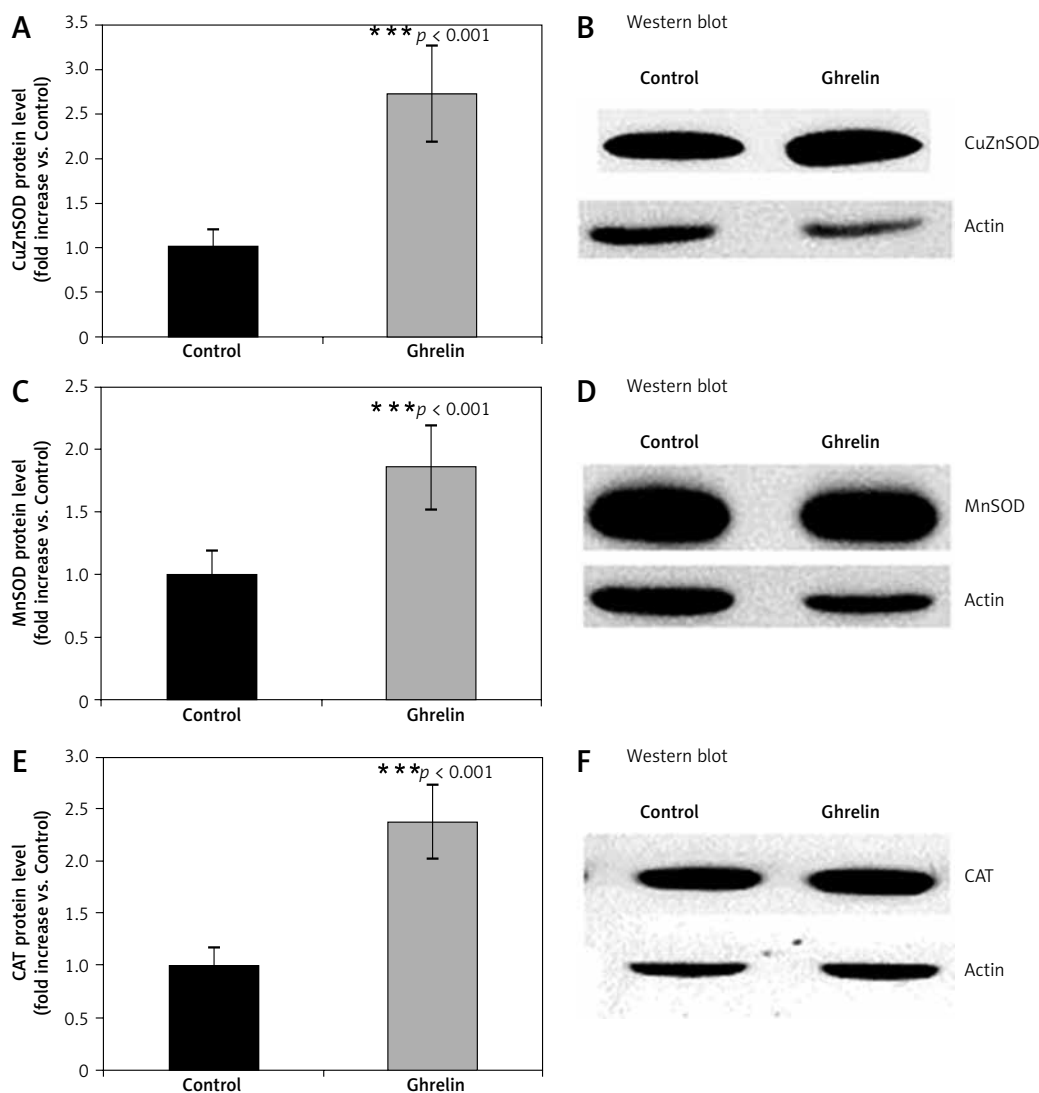 A
CuZnSOD protein level
(fold increase vs. Control)
3.5
3.0
2.5
2.0
1.5
1.0
0.5
0
*** p < 0.001
Control Ghrelin
B Western blot
Control Ghrelin
CuZnSOD
Actin
C
MnSOD protein level
(fold increase vs. Control)
2.5
2.0
1.5
1.0
0.5
0
***p < 0.001
Control Ghrelin
D Western blot
Control Ghrelin
MnSOD
Actin
E
CAT protein level
(fold increase vs. Control)
3.0
2.5
2.0
1.5
1.0
0.5
0
***p < 0.001
Control Ghrelin
F Western blot
Control Ghrelin
CAT
Actin